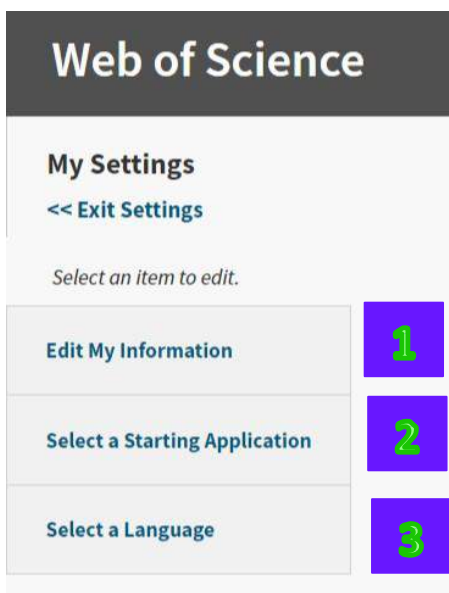 Web of Science
My Settings
<< Exit Settings
Select an item to edit.
Edit My Information
1
Select a Starting Application
2
Select a Language
3